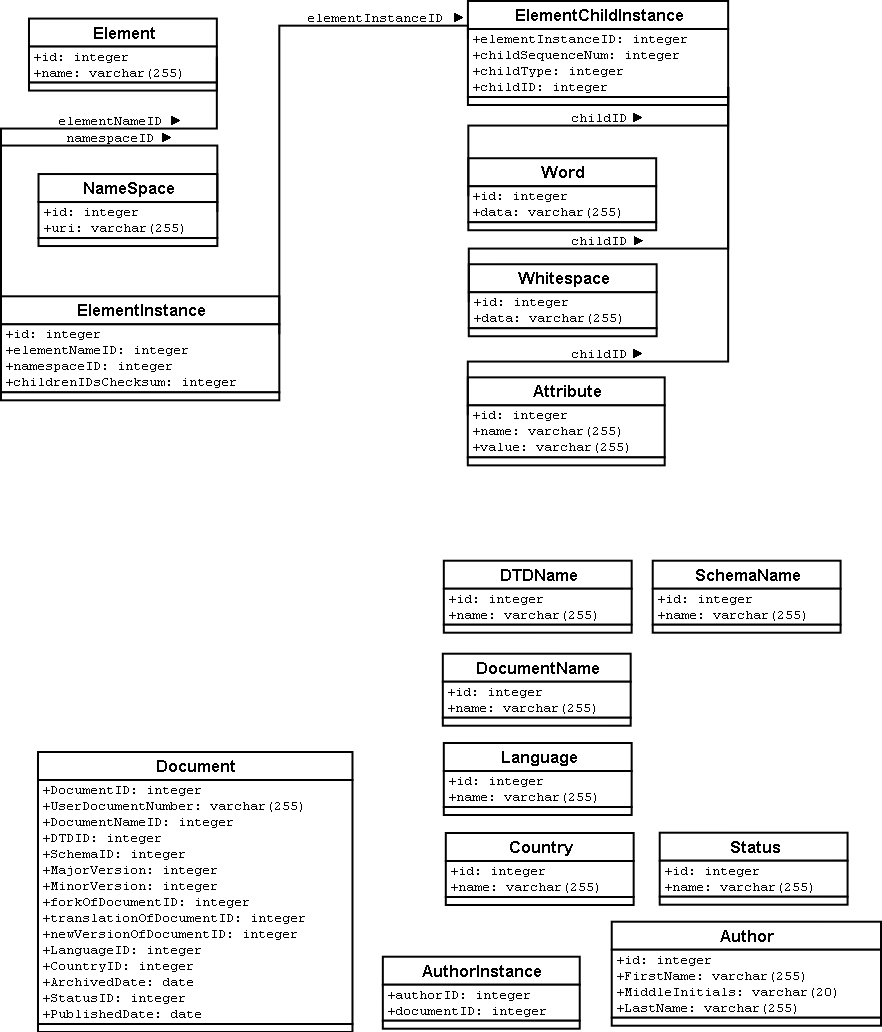 Element
+id: integer
+name: varchar(255)
elementNameID ▶
namespaceID ▶
NameSpace
+id: integer
+uri: varchar(255)
ElementInstance
+id: integer
+elementNameID: integer
+namespaceID: integer
+childrenIDsChecksum: integer
elementInstanceID ▶
ElementChildInstance
+elementInstanceID: integer
+childSequenceNum: integer
+childType: integer
+childID: integer
childID ▶
Word
+id: integer
+data: varchar(255)
childID ▶
Whitespace
+id: integer
+data: varchar(255)
childID ▶
Attribute
+id: integer
+name: varchar(255)
+value: varchar(255)
DTDName
+id: integer
+name: varchar(255)
SchemaName
+id: integer
+name: varchar(255)
DocumentName
+id: integer
+name: varchar(255)
Language
+id: integer
+name: varchar(255)
Document
+DocumentID: integer
+UserDocumentNumber: varchar(255)
+DocumentNameID: integer
+DTDID: integer
+SchemaID: integer
+MajorVersion: integer
+MinorVersion: integer
+forkOfDocumentID: integer
+translationOfDocumentID: integer
+newVersionOfDocumentID: integer
+LanguageID: integer
+CountryID: integer
+ArchivedDate: date
+StatusID: integer
+PublishedDate: date
Country
+id: integer
+name: varchar(255)
Status
+id: integer
+name: varchar(255)
AuthorInstance
+authorID: integer
+documentID: integer
Author
+id: integer
+FirstName: varchar(255)
+MiddleInitials: varchar(20)
+LastName: varchar(255)